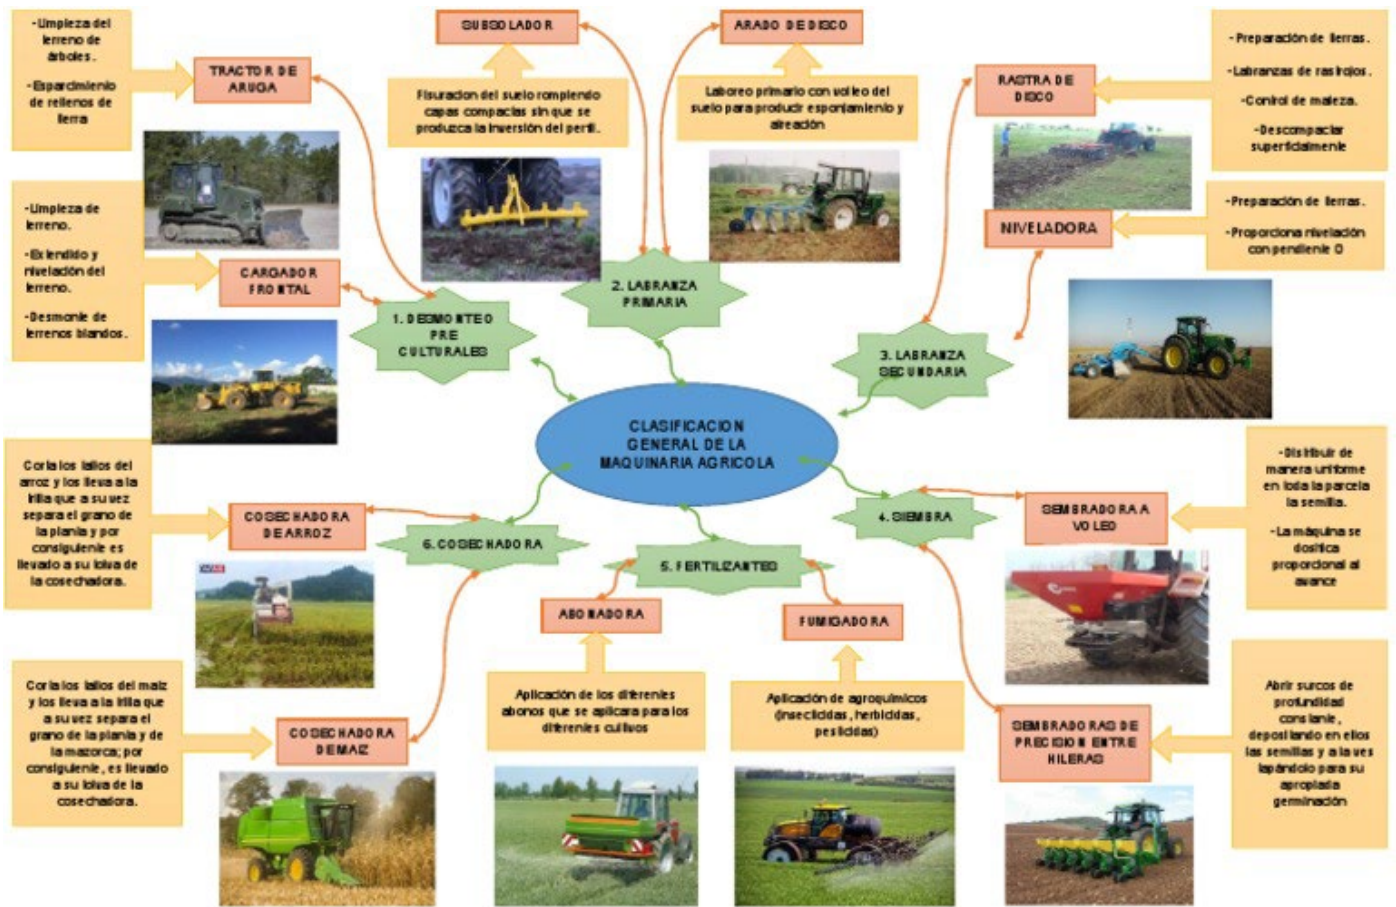 CLASIFICACION
GENERAL DE LA
MAQUINARIA AGRICOLA
1. DESMONTE O
PRE
CULTURALES
TRACTOR DE
ARUGA
-Limpieza del
terreno de
árboles.
-Esparcimiento
de rellenos de
tierra
CARGADOR
FRONTAL
-Limpieza de
terreno.
-Extendido y
nivelación del
terreno.
-Desmonte de
terrenos blandos.
2. LABRANZA
PRIMARIA
SUBSOLADOR
Fisuracion del suelo rompiendo
capas compactas sin que se
produzca la inversión del perfil.
ARADO DE DISCO
Laboreo primario con volteo del
suelo para producir esponjamiento y
aireación
3. LABRANZA
SECUNDARIA
RASTRA DE
DISCO
-Preparación de tierras.
-Labranzas de rastrojos.
-Control de maleza.
-Descompactar
superficialmente
NIVELADORA
-Preparación de tierras.
-Proporciona nivelación
con pendiente 0
4. SIEMBRA
SEMBRADORA A
VOLEO
-Distribuir de
manera uniforme
en toda la parcela
la semilla.
-La máquina se
dosifica
proporcional al
avance
SEMBRADORAS DE
PRECISION ENTRE
HILERAS
Abrir surcos de
profundidad
constante,
depositando en ellos
las semillas y a la ves
tapándolo para su
apropiada
germinación
5. FERTILIZANTES
ABONADORA
Aplicación de los diferentes
abonos que se aplicara para los
diferentes cultivos
FUMIGADORA
Aplicación de agroquímicos
(insecticidas, herbicidas,
pesticidas)
6. COSECHADORA
COSECHADORA
DE ARROZ
Corta los tallos del
arroz y los lleva a la
trilla que a su vez
separa el grano de
la planta y por
consiguiente es
llevado a su tolva de
la cosechadora.
COSECHADORA
DE MAIZ
Corta los tallos del maíz
y los lleva a la trilla que
a su vez separa el
grano de la planta y de
la mazorca; por
consiguiente, es llevado
a su tolva de la
cosechadora.